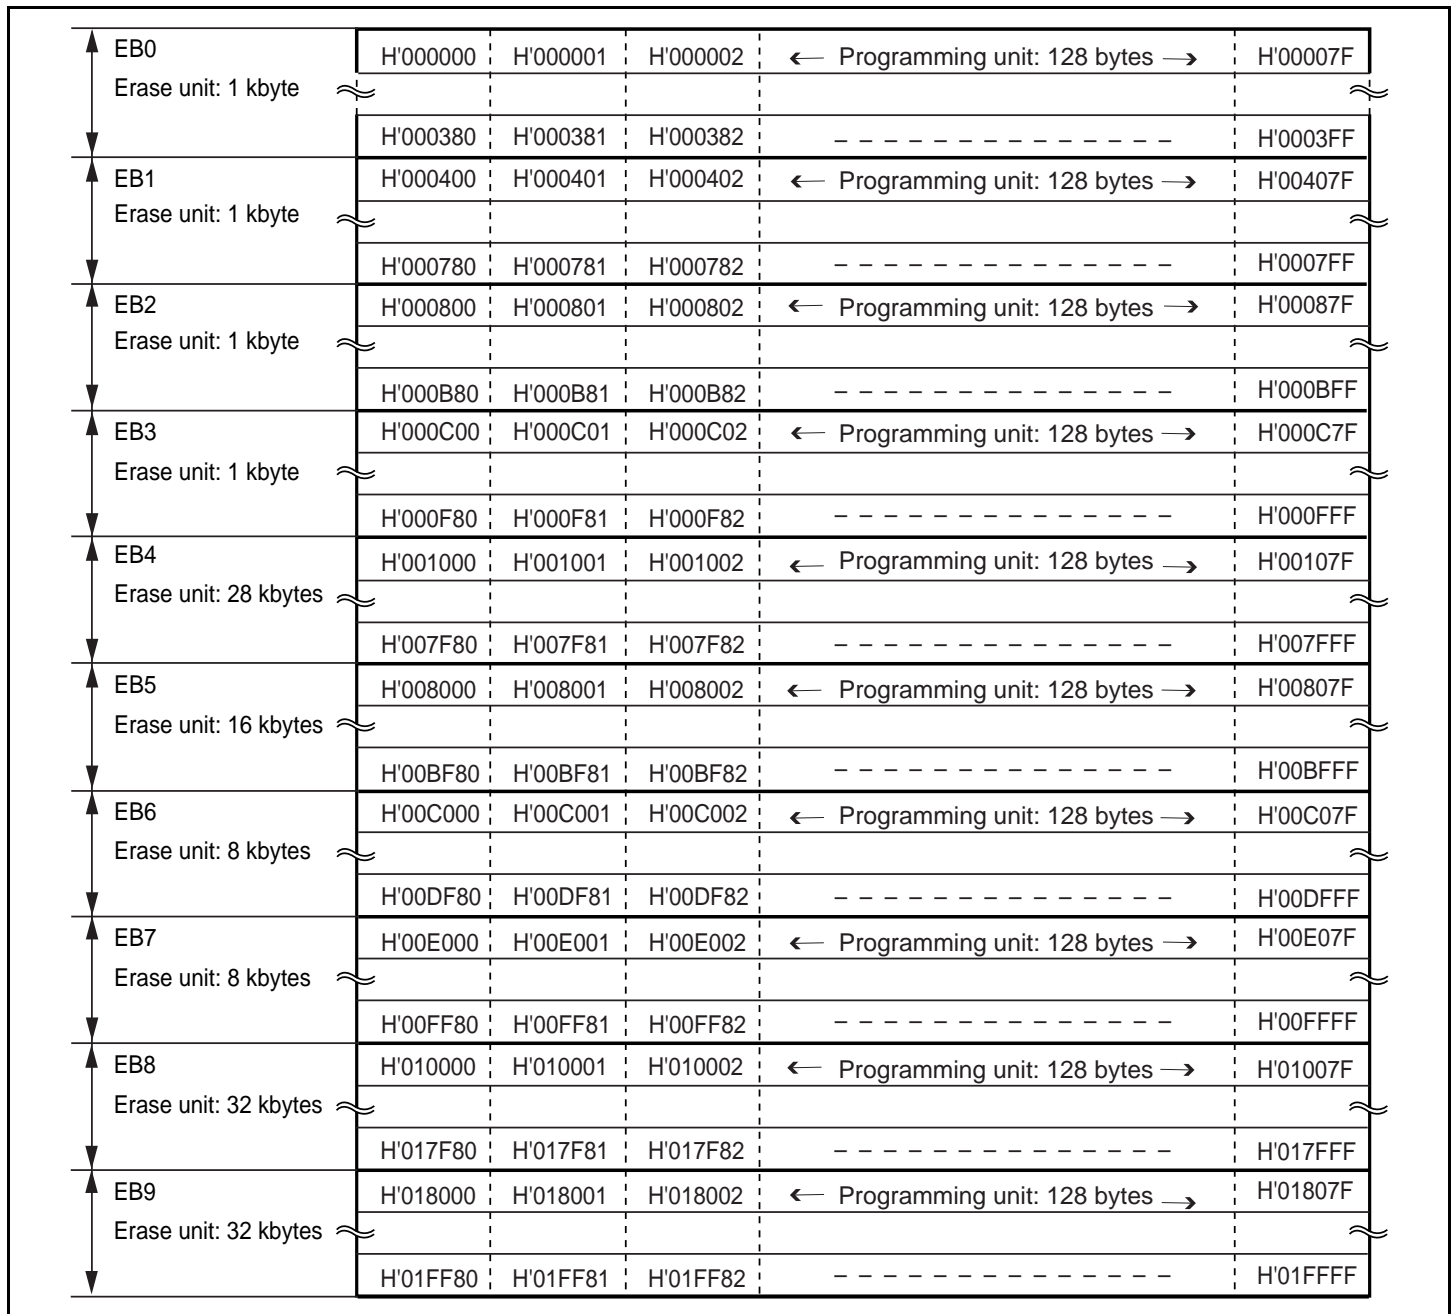 EB0 H'000000 H'000001 H'000002 ← Programming unit: 128 bytes → H'00007F
Erase unit: 1 kbyte
H'000380 H'000381 H'000382 – – – – – – – – – – – – – – H'0003FF
EB1 H'000400 H'000401 H'000402 ← Programming unit: 128 bytes → H'00407F
Erase unit: 1 kbyte
H'000780 H'000781 H'000782 – – – – – – – – – – – – – – H'0007FF
EB2 H'000800 H'000801 H'000802 ← Programming unit: 128 bytes → H'00087F
Erase unit: 1 kbyte
H'000B80 H'000B81 H'000B82 – – – – – – – – – – – – – – H'000BFF
EB3 H'000C00 H'000C01 H'000C02 ← Programming unit: 128 bytes → H'000C7F
Erase unit: 1 kbyte
H'000F80 H'000F81 H'000F82 – – – – – – – – – – – – – – H'000FFF
EB4 H'001000 H'001001 H'001002 ← Programming unit: 128 bytes → H'00107F
Erase unit: 28 kbytes
H'007F80 H'007F81 H'007F82 – – – – – – – – – – – – – – H'007FFF
EB5 H'008000 H'008001 H'008002 ← Programming unit: 128 bytes → H'00807F
Erase unit: 16 kbytes
H'00BF80 H'00BF81 H'00BF82 – – – – – – – – – – – – – – H'00BFFF
EB6 H'00C000 H'00C001 H'00C002 ← Programming unit: 128 bytes → H'00C07F
Erase unit: 8 kbytes
H'00DF80 H'00DF81 H'00DF82 – – – – – – – – – – – – – – H'00DFFF
EB7 H'00E000 H'00E001 H'00E002 ← Programming unit: 128 bytes → H'00E07F
Erase unit: 8 kbytes
H'00FF80 H'00FF81 H'00FF82 – – – – – – – – – – – – – – H'00FFFF
EB8 H'010000 H'010001 H'010002 ← Programming unit: 128 bytes → H'01007F
Erase unit: 32 kbytes
H'017F80 H'017F81 H'017F82 – – – – – – – – – – – – – – H'017FFF
EB9 H'018000 H'018001 H'018002 ← Programming unit: 128 bytes → H'01807F
Erase unit: 32 kbytes
H'01FF80 H'01FF81 H'01FF82 – – – – – – – – – – – – – – H'01FFFF